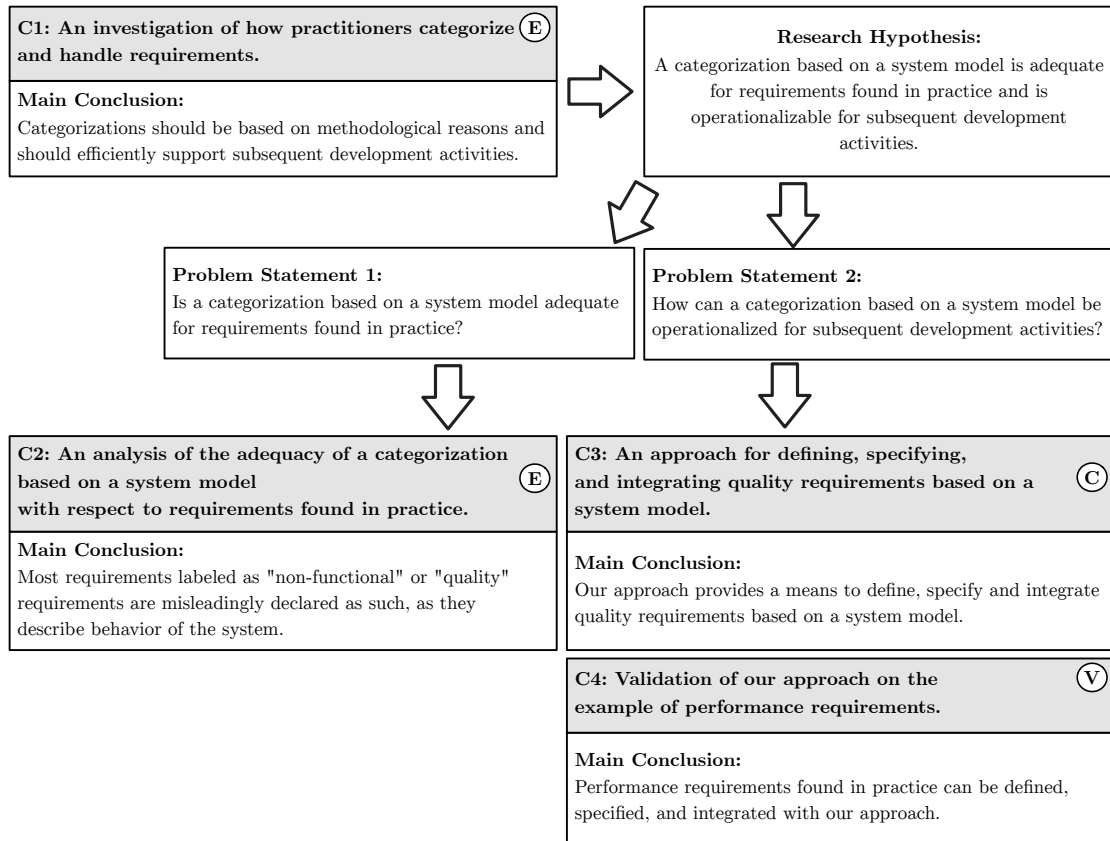 C1: An investigation of how practitioners categorize
and handle requirements.
E
Main Conclusion:
Categorizations should be based on methodological reasons and
should efficiently support subsequent development activities.
Research Hypothesis:
A categorization based on a system model is adequate
for requirements found in practice and is
operationalizable for subsequent development
activities.
Problem Statement 1:
Is a categorization based on a system model adequate
for requirements found in practice?
Problem Statement 2:
How can a categorization based on a system model be
operationalized for subsequent development activities?
C2: An analysis of the adequacy of a categorization
based on a system model
with respect to requirements found in practice.
E
Main Conclusion:
Most requirements labeled as "non-functional" or "quality"
requirements are misleadingly declared as such, as they
describe behavior of the system.
C3: An approach for defining, specifying,
and integrating quality requirements based on a
system model.
C
Main Conclusion:
Our approach provides a means to define, specify and integrate
quality requirements based on a system model.
C4: Validation of our approach on the
example of performance requirements.
V
Main Conclusion:
Performance requirements found in practice can be defined,
specified, and integrated with our approach.